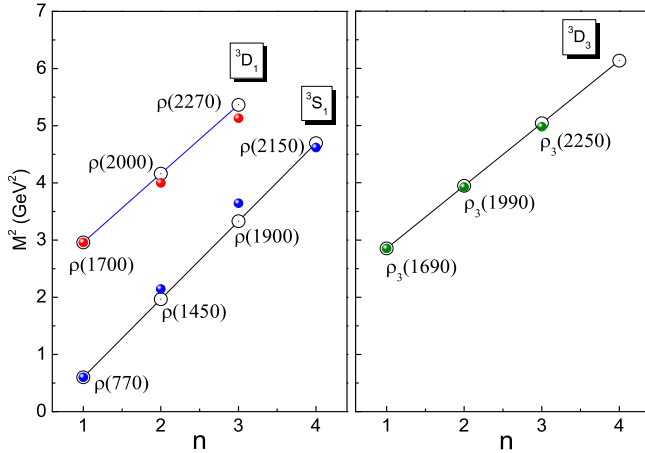 M² (GeV²)
7
6
5
4
3
2
1
0
³D₁
³S₁
ρ(2270)
ρ(2150)
ρ(2000)
ρ(1900)
ρ(1700)
ρ(1450)
ρ(770)
1 2 3 4
n
³D₃
ρ₃(2250)
ρ₃(1990)
ρ₃(1690)
1 2 3 4
n